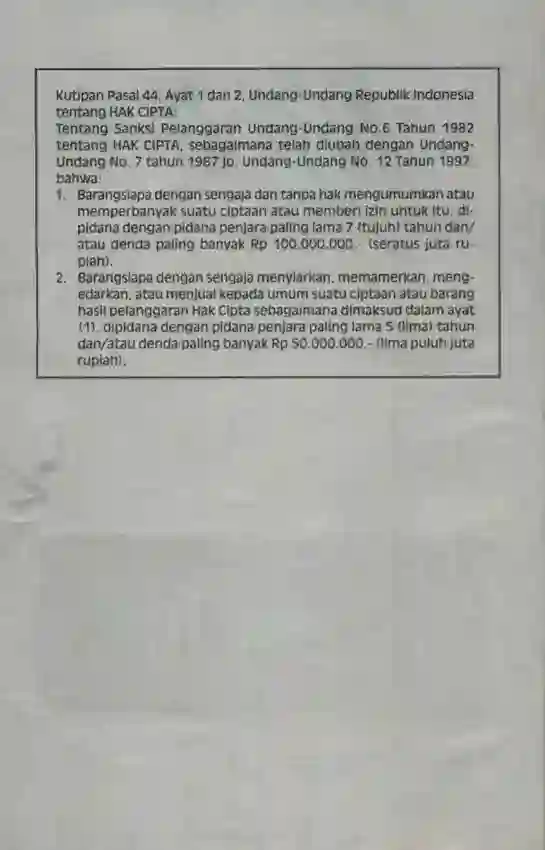 Kutipan Pasal 44, Ayat 1 dan 2, Undang-Undang Republik Indonesia
tentang HAK CIPTA:
Tentang Sanksi Pelanggaran Undang-Undang No.6 Tahun 1982
tentang HAK CIPTA, sebagaimana telah diubah dengan Undang-
Undang No. 7 tahun 1987 jo. Undang-Undang No. 12 Tahun 1997,
bahwa:
1. Barangsiapa dengan sengaja dan tanpa hak mengumumkan atau
memperbanyak suatu ciptaan atau memberi izin untuk itu, di-
pidana dengan pidana penjara paling lama 7 (tujuh) tahun dan/
atau denda paling banyak Rp 100.000.000,- (seratus juta ru-
piah).
2. Barangsiapa dengan sengaja menyiarkan, memamerkan, meng-
edarkan, atau menjual kepada umum suatu ciptaan atau barang
hasil pelanggaran Hak Cipta sebagaimana dimaksud dalam ayat
(1), dipidana dengan pidana penjara paling lama 5 (lima) tahun
dan/atau denda paling banyak Rp 50.000.000,- (lima puluh juta
rupiah).